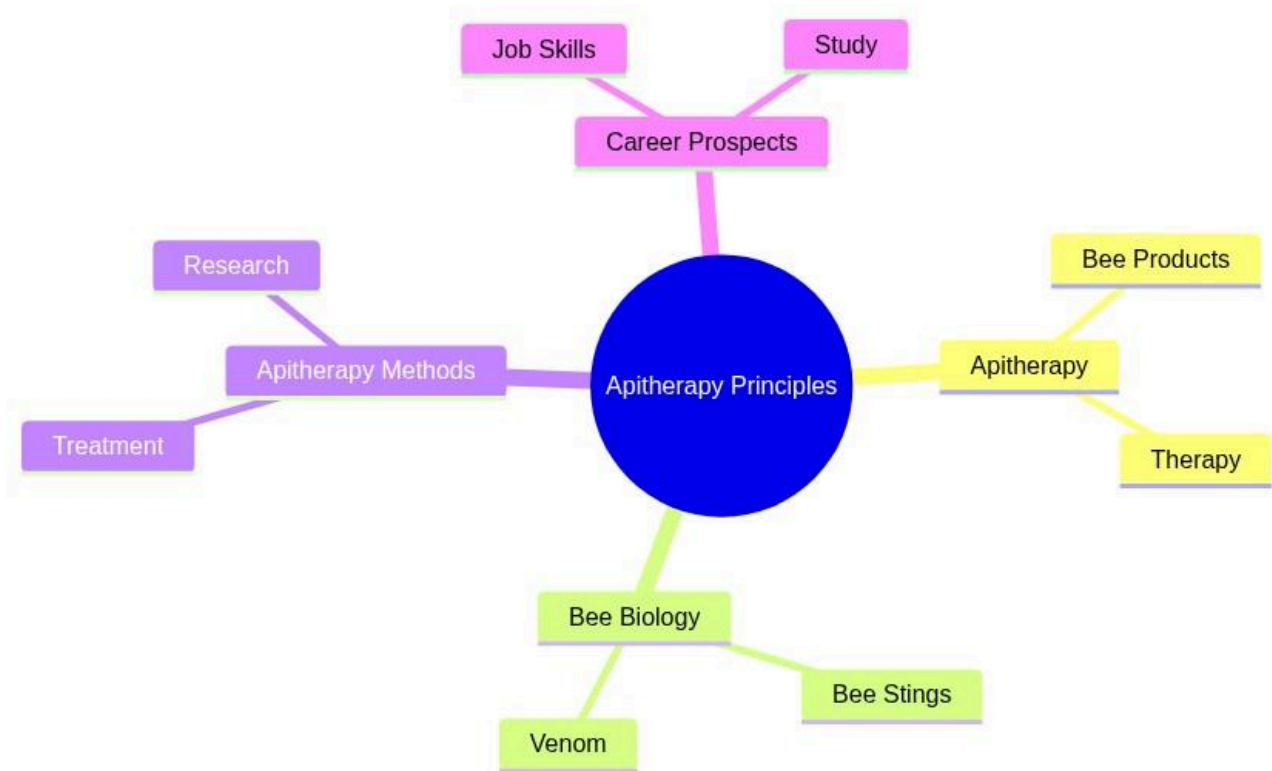 Job Skills
Study
Career Prospects
Bee Products
Research
Apitherapy
Apitherapy Methods
Apitherapy Principles
Treatment
Therapy
Bee Biology
Bee Stings
Venom